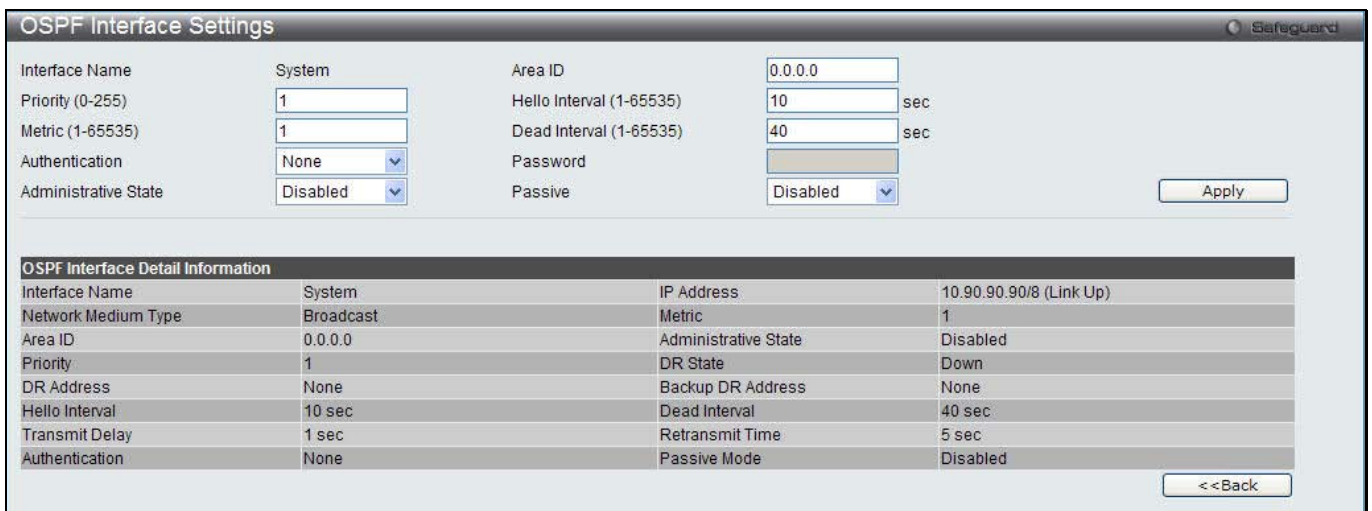 OSPF Interface Settings Safeguard
Interface Name System Area ID 0.0.0.0
Priority (0-255) 1 Hello Interval (1-65535) 10 sec
Metric (1-65535) 1 Dead Interval (1-65535) 40 sec
Authentication None Password
Administrative State Disabled Passive Disabled Apply
OSPF Interface Detail Information
Interface Name System IP Address 10.90.90.90/8 (Link Up)
Network Medium Type Broadcast Metric 1
Area ID 0.0.0.0 Administrative State Disabled
Priority 1 DR State Down
DR Address None Backup DR Address None
Hello Interval 10 sec Dead Interval 40 sec
Transmit Delay 1 sec Retransmit Time 5 sec
Authentication None Passive Mode Disabled
<<Back